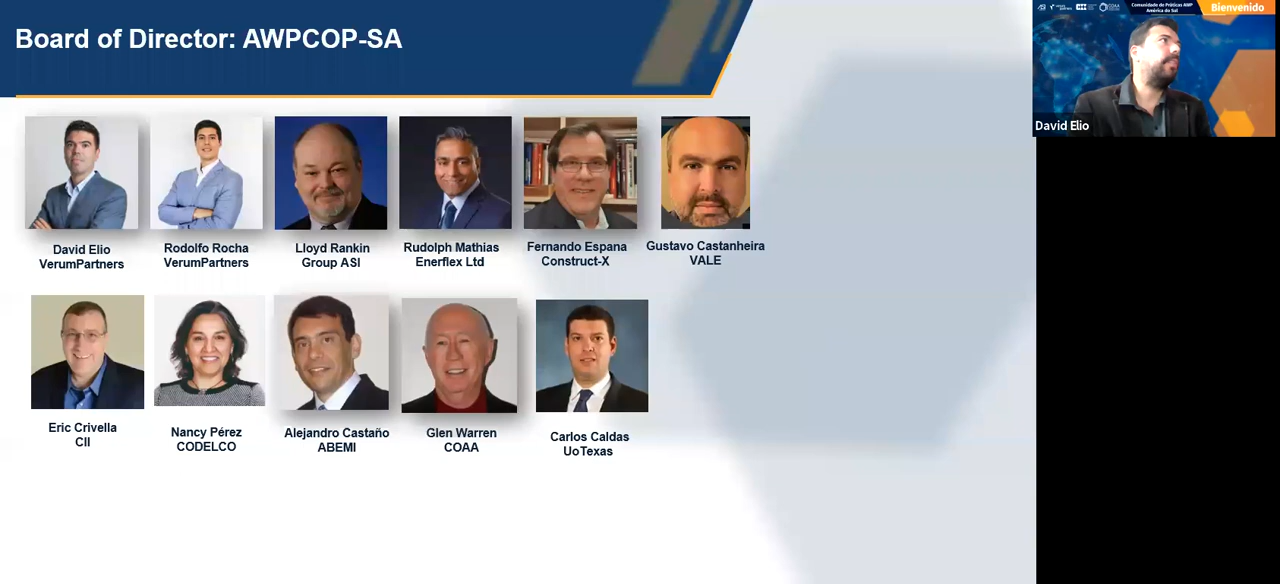 Board of Director: AWPCOP-SA
Comunidade de Práticas AWP
América do Sul
Bienvenido
David Elio
David Elio
VerumPartners
Rodolfo Rocha
VerumPartners
Lloyd Rankin
Group ASI
Rudolph Mathias
Enerflex Ltd
Fernando Espana
Construct-X
Gustavo Castanheira
VALE
Eric Crivella
CII
Nancy Pérez
CODELCO
Alejandro Castaño
ABEMI
Glen Warren
COAA
Carlos Caldas
UoTexas